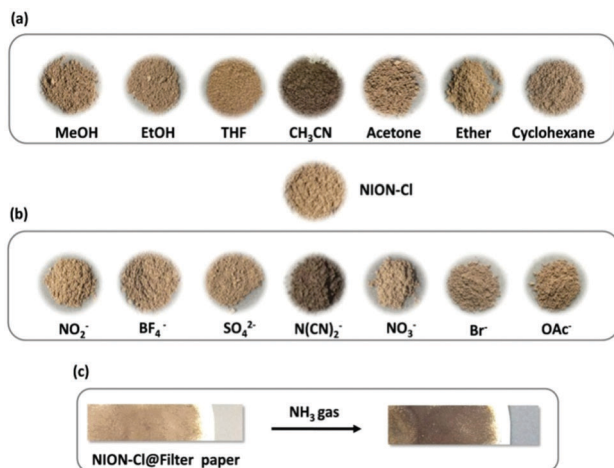 (a)
MeOH EtOH THF CH₃CN Acetone Ether Cyclohexane
NION-Cl
(b)
NO₂⁻ BF₄⁻ SO₄²⁻ N(CN)₂⁻ NO₃⁻ Br⁻ OAc⁻
(c)
NH₃ gas
NION-Cl@Filter paper